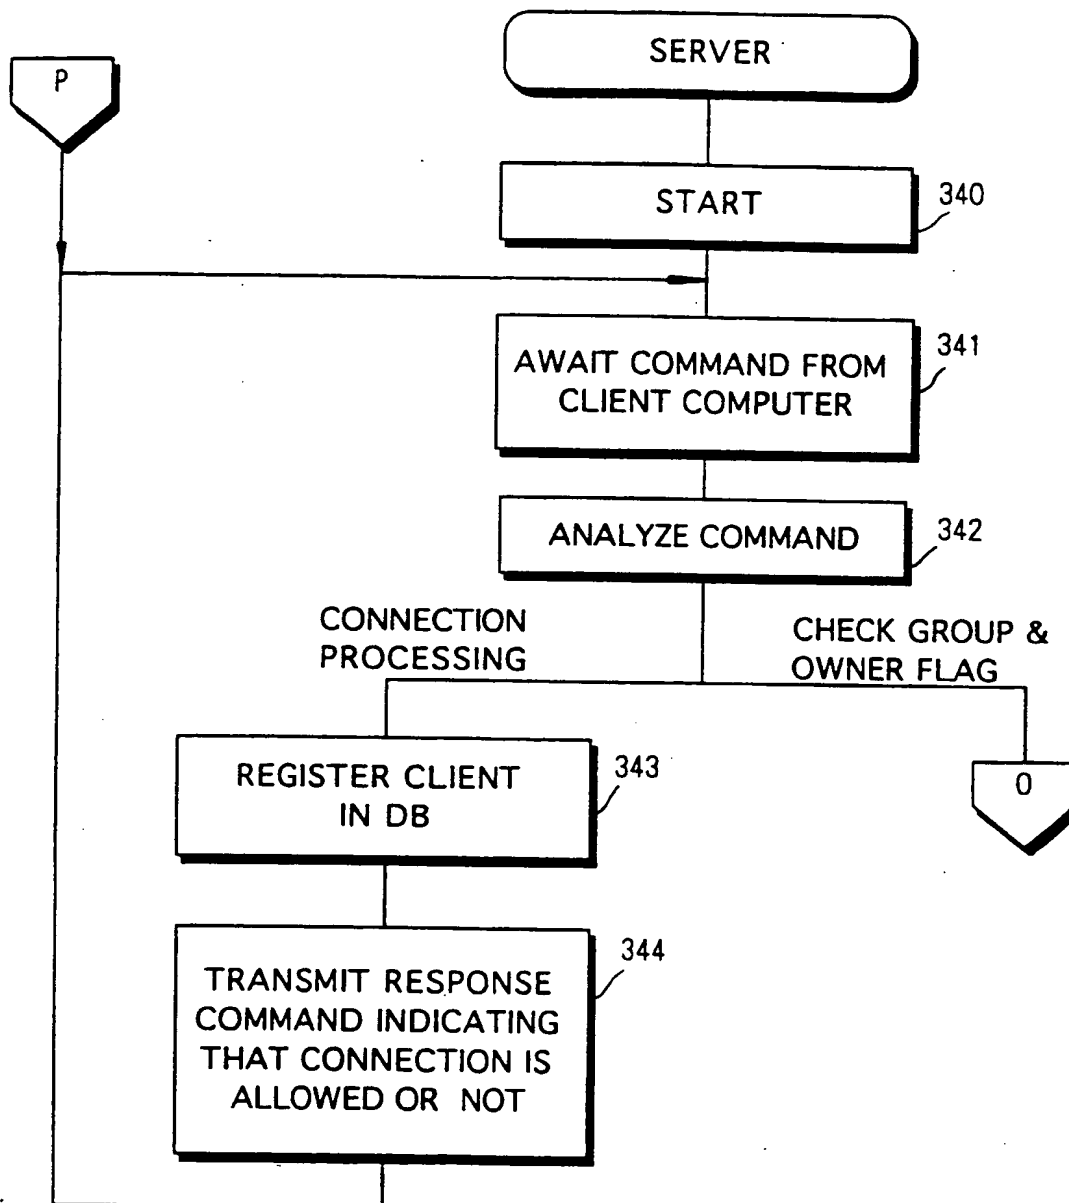 SERVER
P
START
340
AWAIT COMMAND FROM
CLIENT COMPUTER
341
ANALYZE COMMAND
342
CONNECTION
PROCESSING
CHECK GROUP &
OWNER FLAG
REGISTER CLIENT
IN DB
343
O
TRANSMIT RESPONSE
COMMAND INDICATING
THAT CONNECTION IS
ALLOWED OR NOT
344